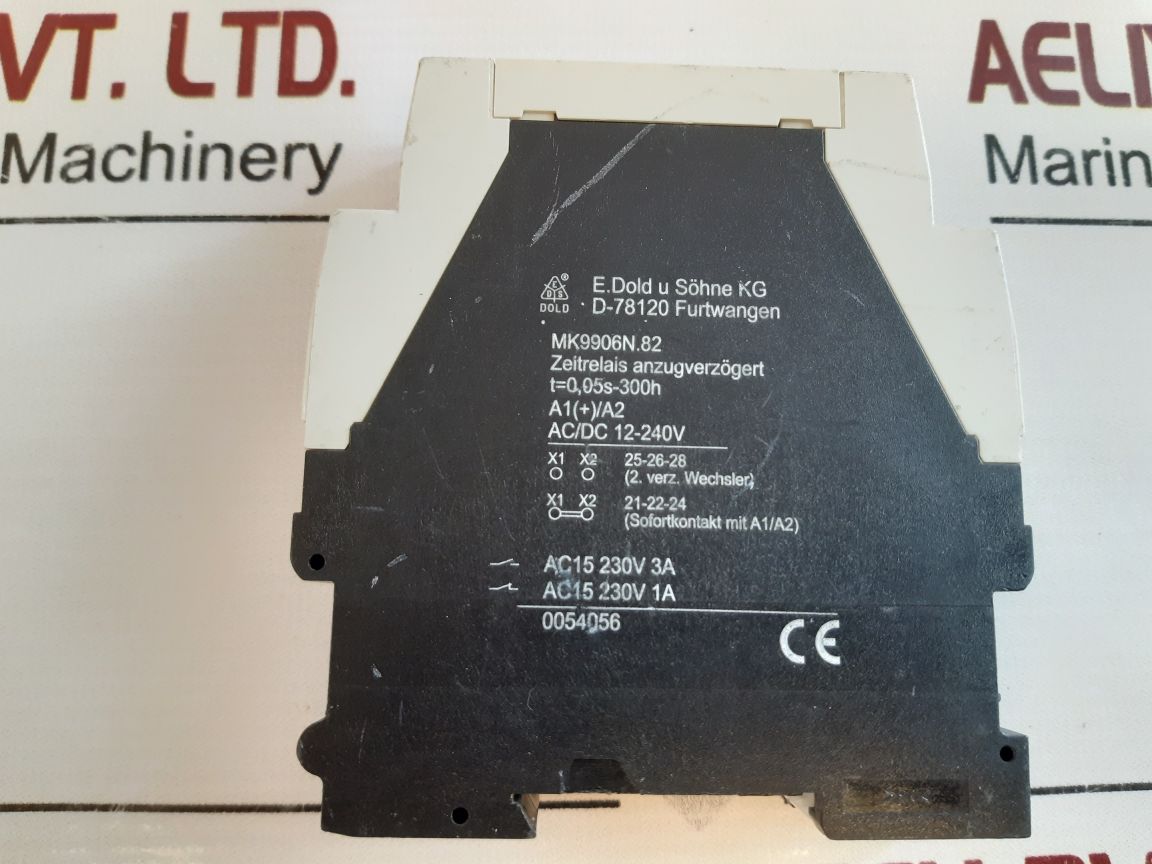 VT. LTD.
Machinery
AELI
Marin
E.Dold u Söhne KG
D-78120 Furtwangen
E
D S
®
DOLD
MK9906N.82
Zeitrelais anzugverzögert
t=0,05s-300h
A1(+)/A2
AC/DC 12-240V
X1 X2 25-26-28
(2. verz. Wechsler)
X1 X2 21-22-24
(Sofortkontakt mit A1/A2)
AC15 230V 3A
AC15 230V 1A
0054056
CE